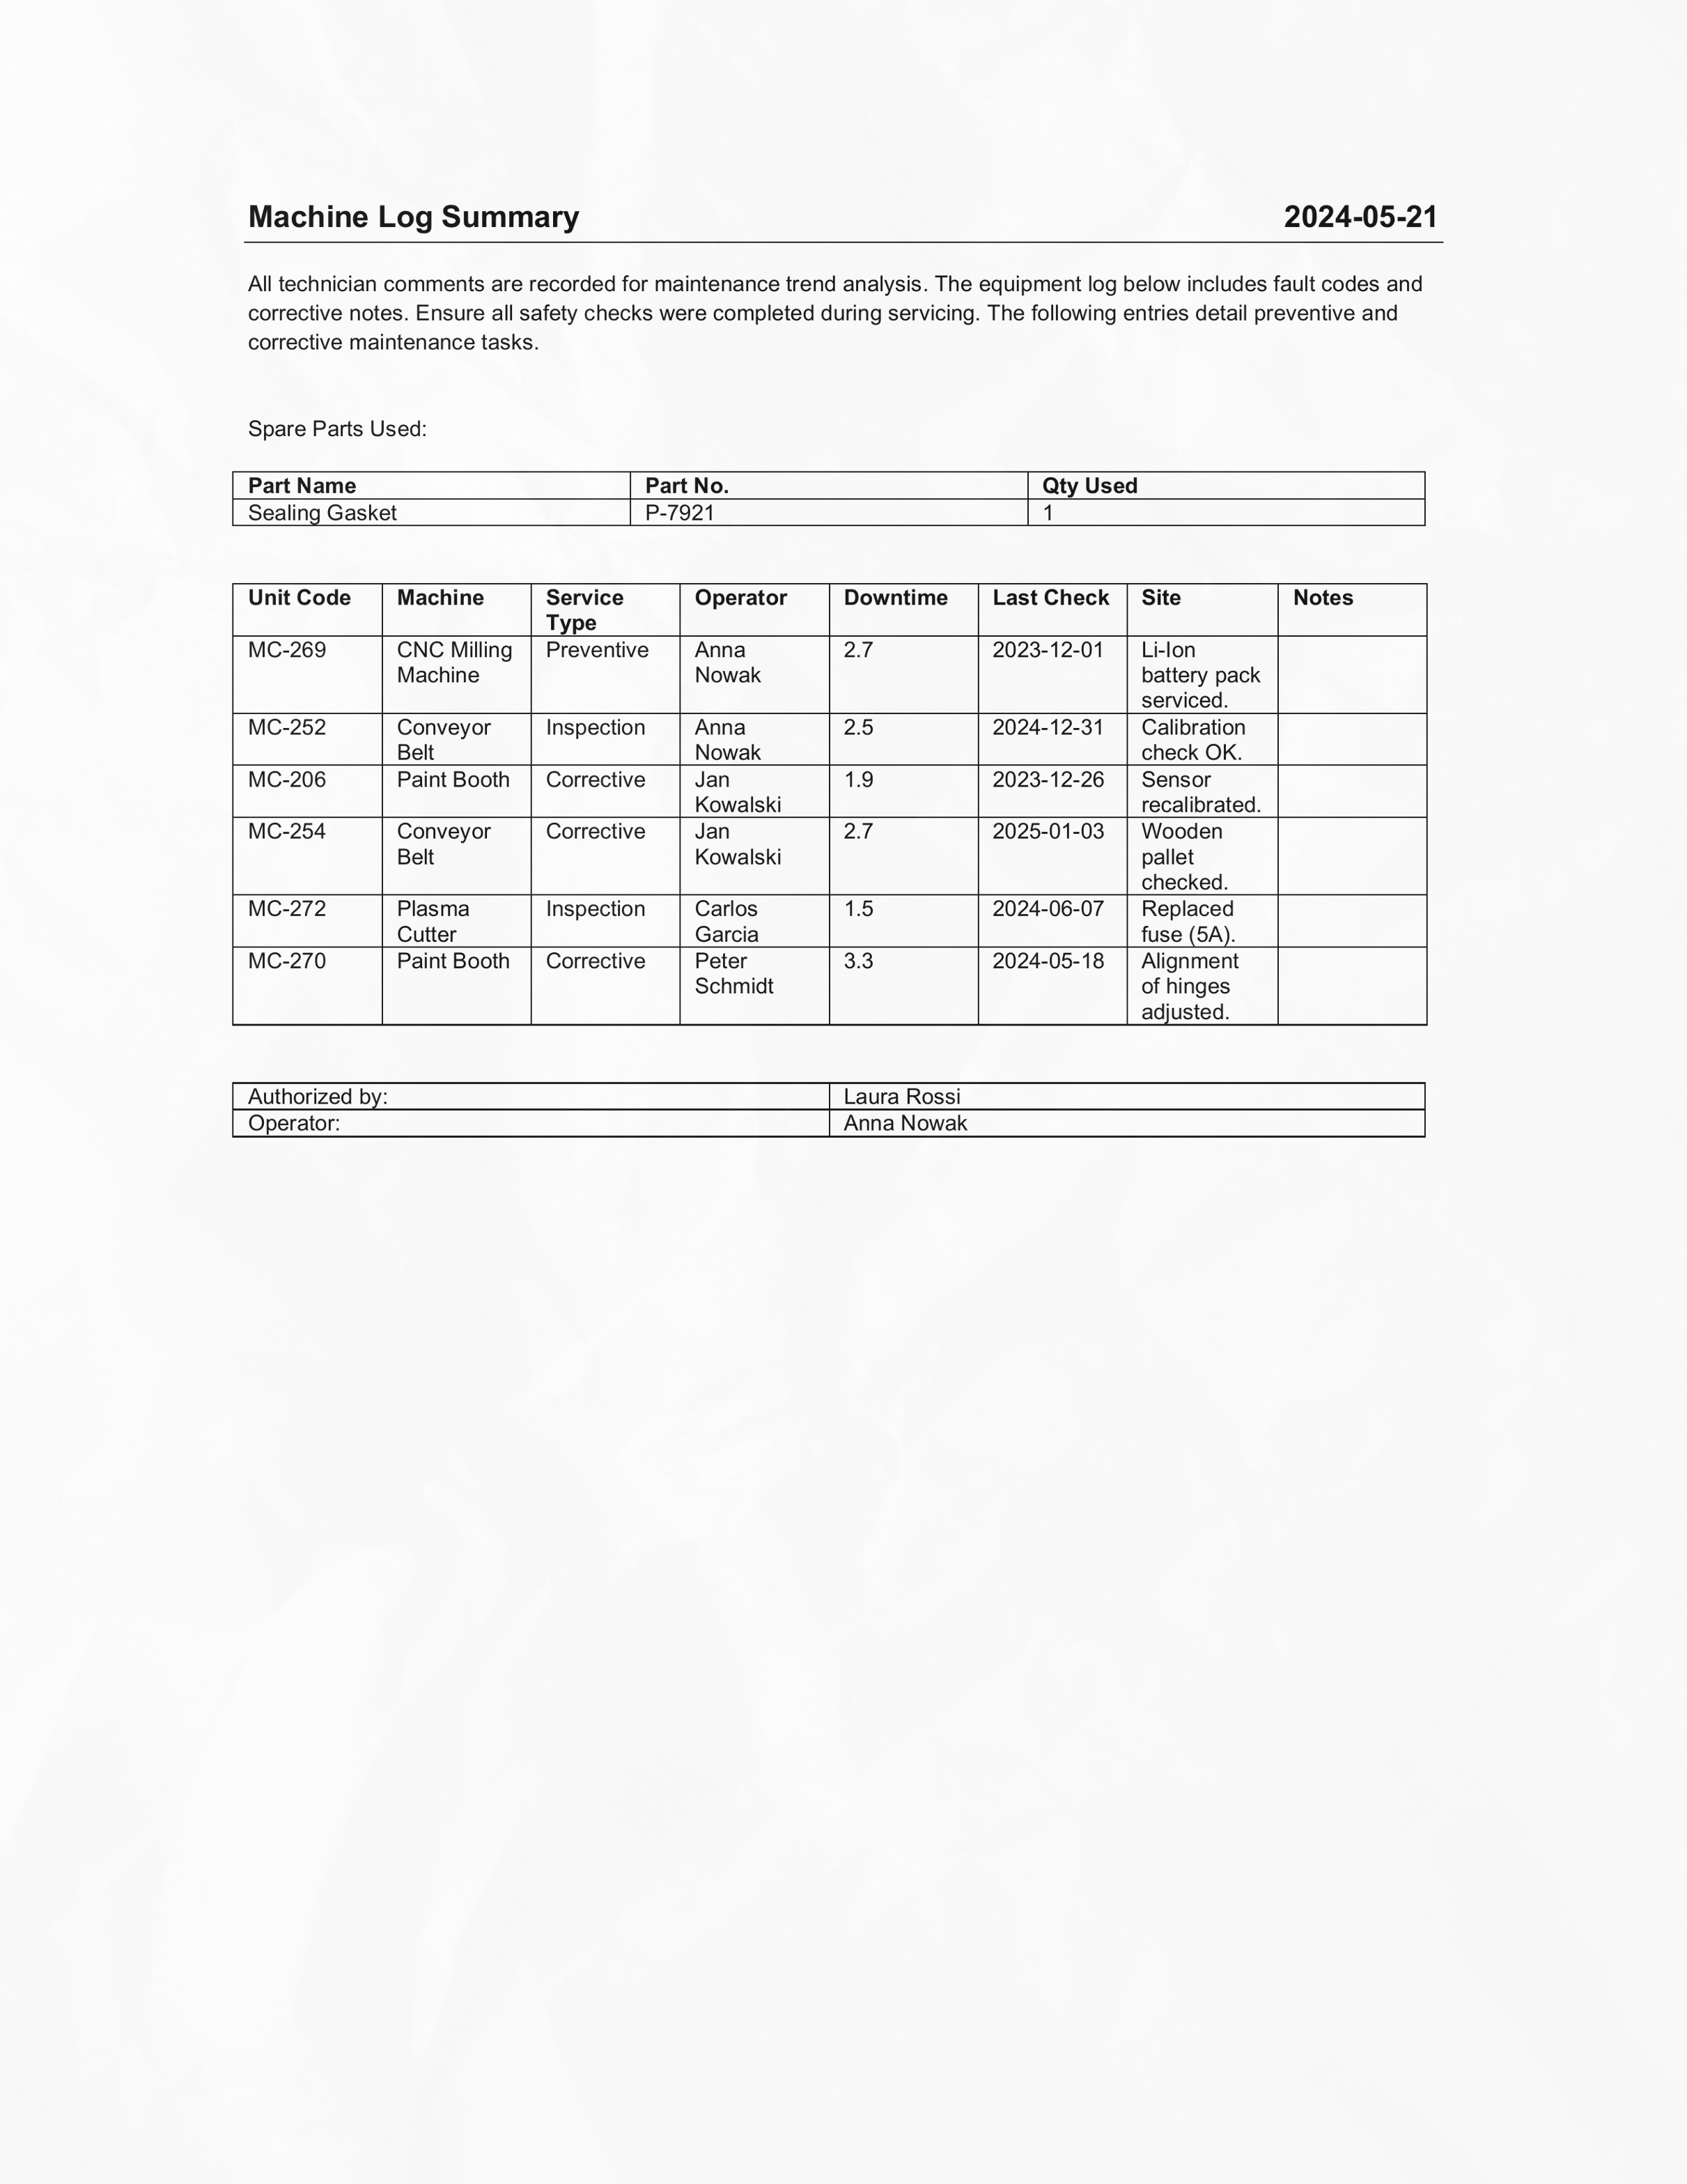 Machine Log Summary 2024-05-21
All technician comments are recorded for maintenance trend analysis. The equipment log below includes fault codes and
corrective notes. Ensure all safety checks were completed during servicing. The following entries detail preventive and
corrective maintenance tasks.
Spare Parts Used:
Part Name Part No. Qty Used
Sealing Gasket P-7921 1
Unit Code Machine Service Operator Downtime Last Check Site Notes
Type
MC-269 CNC Milling Preventive Anna 2.7 2023-12-01 Li-Ion
Machine Nowak battery pack
serviced.
MC-252 Conveyor Inspection Anna 2.5 2024-12-31 Calibration
Belt Nowak check OK.
MC-206 Paint Booth Corrective Jan 1.9 2023-12-26 Sensor
Kowalski recalibrated.
MC-254 Conveyor Corrective Jan 2.7 2025-01-03 Wooden
Belt Kowalski pallet
checked.
MC-272 Plasma Inspection Carlos 1.5 2024-06-07 Replaced
Cutter Garcia fuse (5A).
MC-270 Paint Booth Corrective Peter 3.3 2024-05-18 Alignment
Schmidt of hinges
adjusted.
Authorized by: Laura Rossi
Operator: Anna Nowak